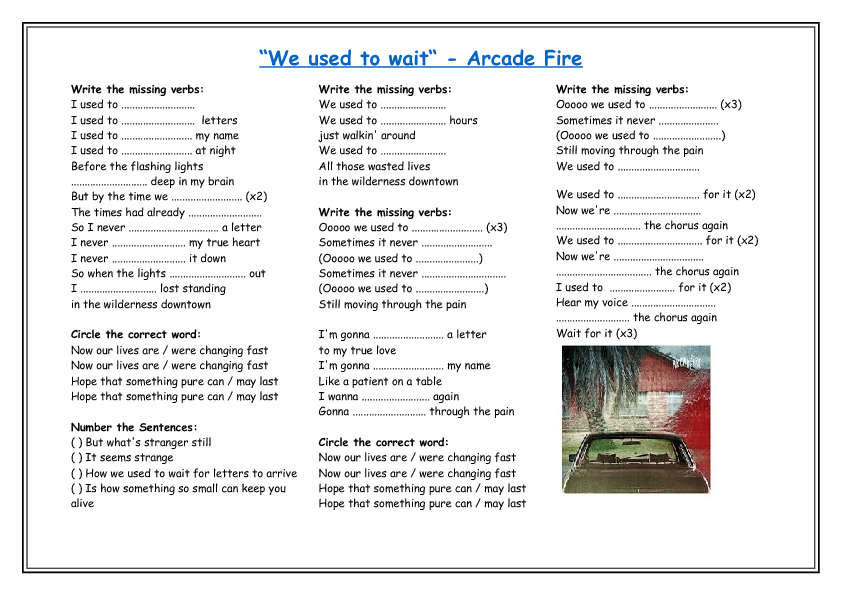 “We used to wait“ - Arcade Fire
Write the missing verbs:
I used to ...........................
I used to ........................... letters
I used to .......................... my name
I used to .......................... at night
Before the flashing lights
............................ deep in my brain
But by the time we .......................... (x2)
The times had already ...........................
So I never ................................. a letter
I never ........................... my true heart
I never ........................... it down
So when the lights ............................ out
I ............................ lost standing
in the wilderness downtown
Circle the correct word:
Now our lives are / were changing fast
Now our lives are / were changing fast
Hope that something pure can / may last
Hope that something pure can / may last
Number the Sentences:
( ) But what's stranger still
( ) It seems strange
( ) How we used to wait for letters to arrive
( ) Is how something so small can keep you
alive
Write the missing verbs:
We used to ........................
We used to ........................ hours
just walkin' around
We used to ........................
All those wasted lives
in the wilderness downtown
Write the missing verbs:
Ooooo we used to .......................... (x3)
Sometimes it never ..........................
(Ooooo we used to .......................)
Sometimes it never ...............................
(Ooooo we used to .........................)
Still moving through the pain
I'm gonna .......................... a letter
to my true love
I'm gonna .......................... my name
Like a patient on a table
I wanna ......................... again
Gonna ........................... through the pain
Circle the correct word:
Now our lives are / were changing fast
Now our lives are / were changing fast
Hope that something pure can / may last
Hope that something pure can / may last
Write the missing verbs:
Ooooo we used to ......................... (x3)
Sometimes it never ......................
(Ooooo we used to .........................)
Still moving through the pain
We used to ..............................
We used to .............................. for it (x2)
Now we're ................................
............................... the chorus again
We used to ............................... for it (x2)
Now we're .................................
................................... the chorus again
I used to ........................ for it (x2)
Hear my voice ...............................
........................... the chorus again
Wait for it (x3)